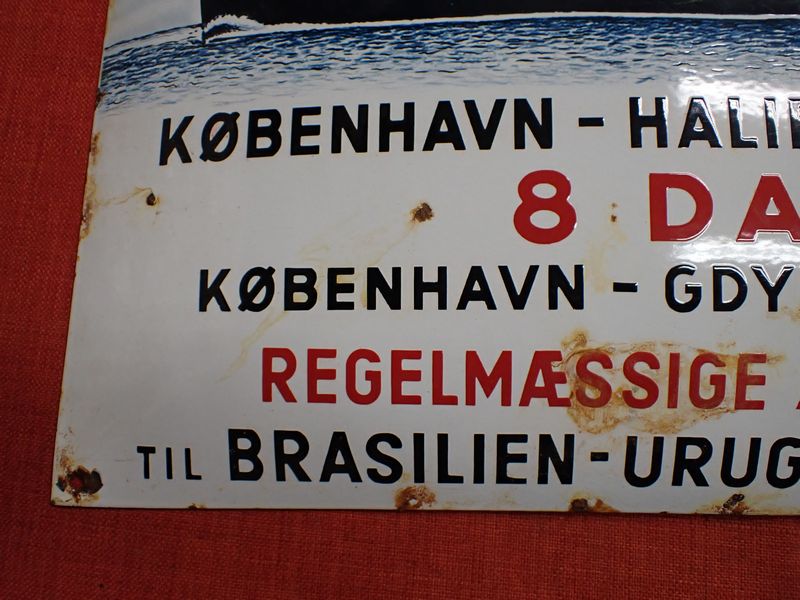 KØBENHAVN - HALI
8 DA
KØBENHAVN - GDY
REGELMÆSSIGE
TIL BRASILIEN - URUG